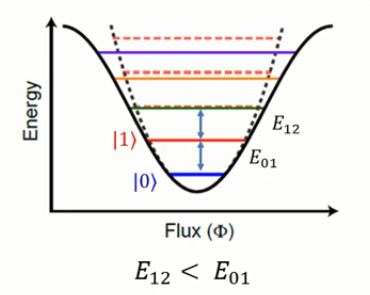 Energy
E₁₂
|1⟩
E₀₁
|0⟩
Flux (Φ)
E₁₂ < E₀₁